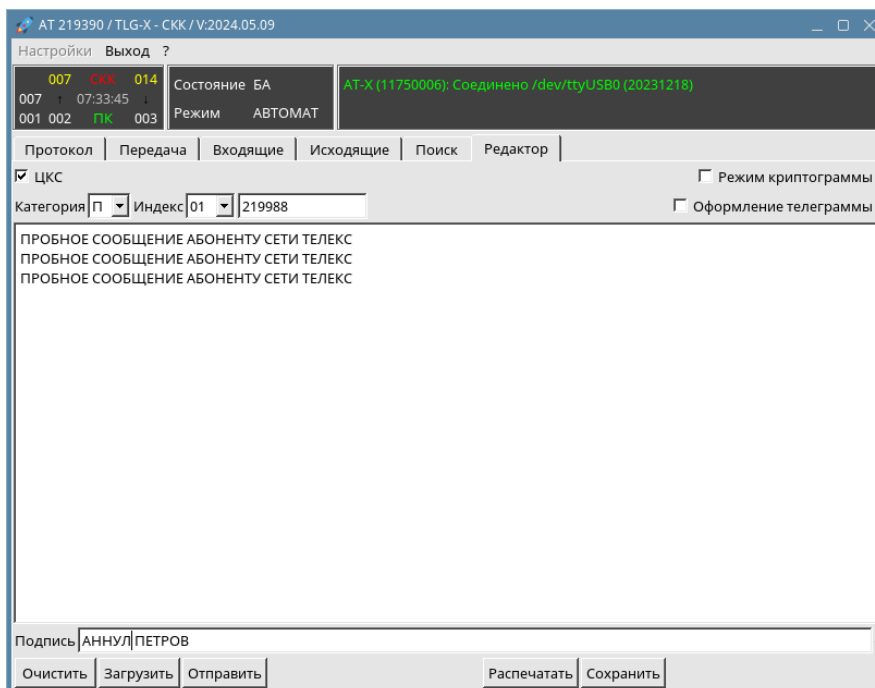 АТ 219390 / TLG-X - СКК / V:2024.05.09
Настройки Выход ?
007 СКК 014
007 ↑ 07:33:45 ↓
001 002 ПК 003
Состояние БА
Режим АВТОМАТ
AT-X (11750006): Соединено /dev/ttyUSB0 (20231218)
Протокол Передача Входящие Исходящие Поиск Редактор
ЦКС
Режим криптограммы
Категория П Индекс 01 219988
Оформление телеграммы
ПРОБНОЕ СООБЩЕНИЕ АБОНЕНТУ СЕТИ ТЕЛЕКС
ПРОБНОЕ СООБЩЕНИЕ АБОНЕНТУ СЕТИ ТЕЛЕКС
ПРОБНОЕ СООБЩЕНИЕ АБОНЕНТУ СЕТИ ТЕЛЕКС
Подпись АННУЛ ПЕТРОВ
Очистить Загрузить Отправить Распечатать Сохранить